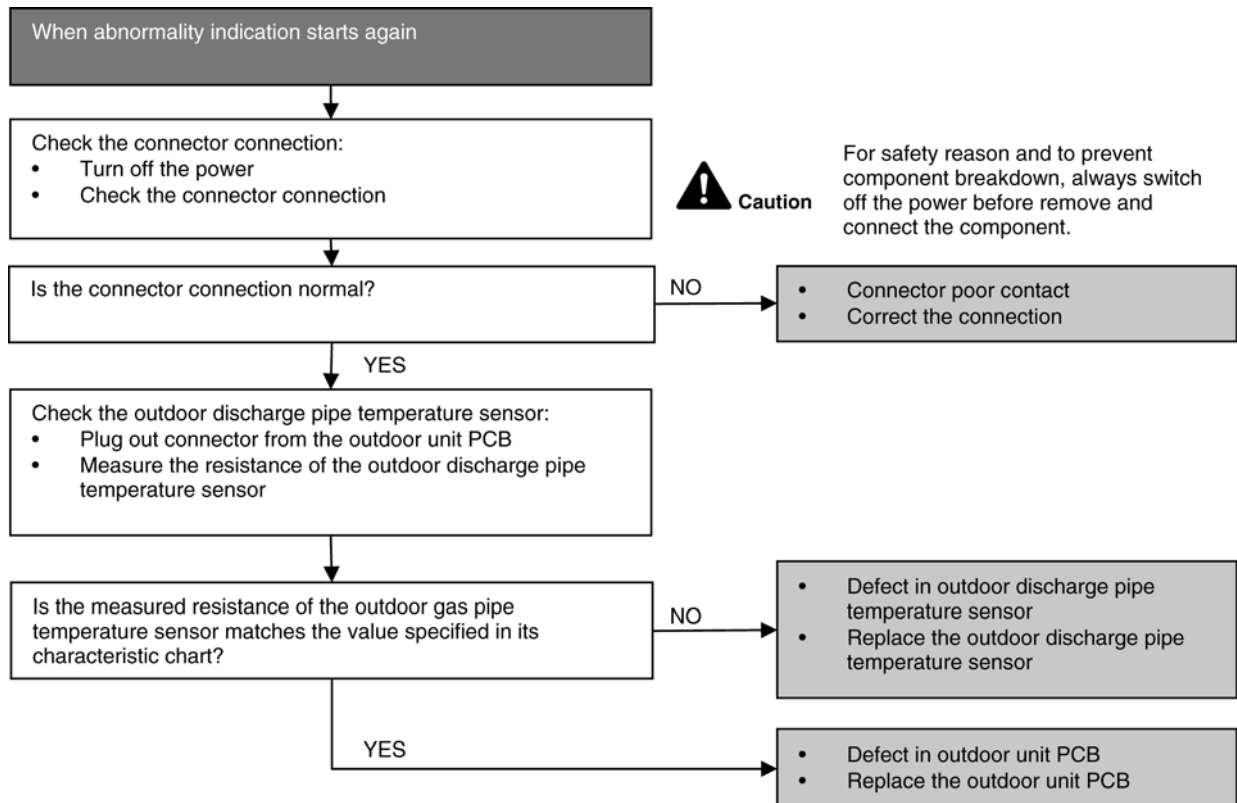 When abnormality indication starts again
Check the connector connection:
• Turn off the power
• Check the connector connection
Caution
For safety reason and to prevent
component breakdown, always switch
off the power before remove and
connect the component.
Is the connector connection normal?
NO
• Connector poor contact
• Correct the connection
YES
Check the outdoor discharge pipe temperature sensor:
• Plug out connector from the outdoor unit PCB
• Measure the resistance of the outdoor discharge pipe
temperature sensor
Is the measured resistance of the outdoor gas pipe
temperature sensor matches the value specified in its
characteristic chart?
NO
• Defect in outdoor discharge pipe
temperature sensor
• Replace the outdoor discharge pipe
temperature sensor
YES
• Defect in outdoor unit PCB
• Replace the outdoor unit PCB